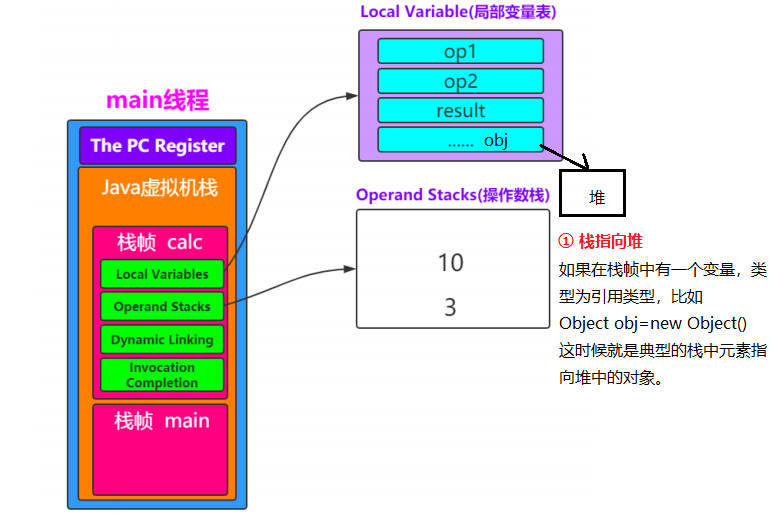 Local Variable(局部变量表)
op1
op2
result
...... obj
main线程
The PC Register
Java虚拟机栈
栈帧 calc
Local Variables
Operand Stacks
Dynamic Linking
Invocation
Completion
栈帧 main
Operand Stacks(操作数栈)
10
3
堆
① 栈指向堆
如果在栈帧中有一个变量，类
型为引用类型，比如
Object obj=new Object()
这时候就是典型的栈中元素指
向堆中的对象。